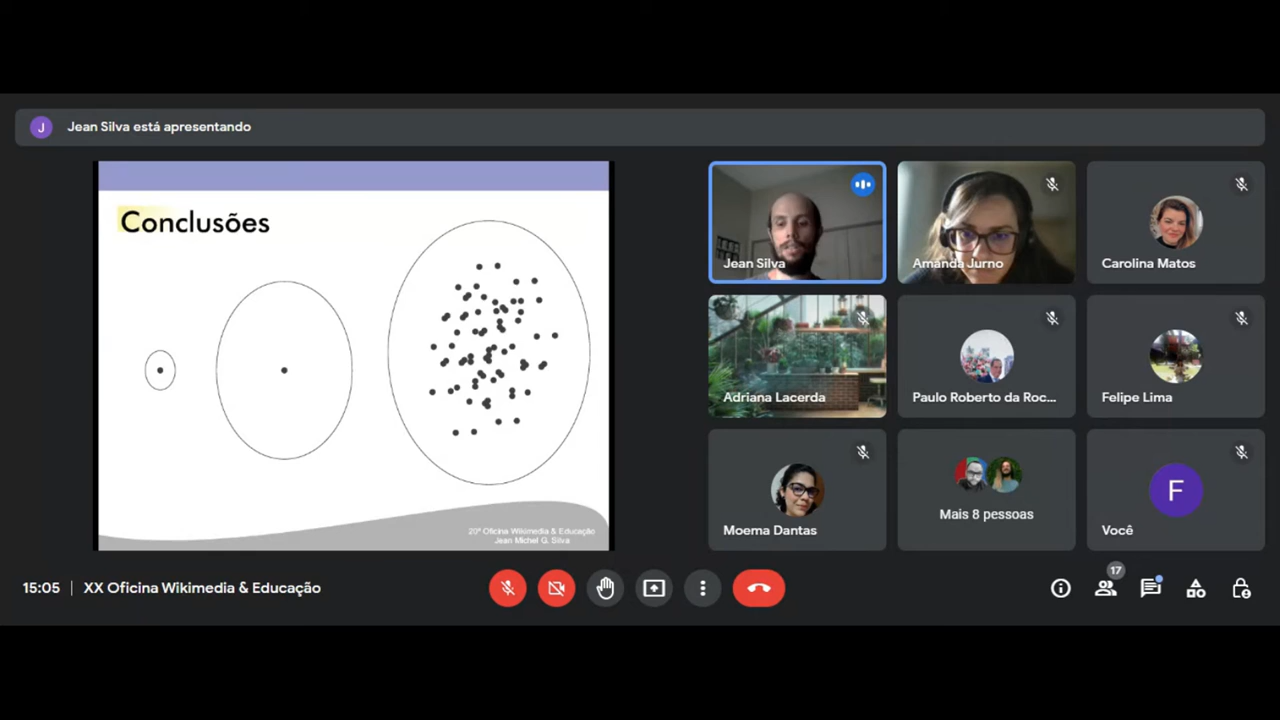 J
Jean Silva está apresentando
Conclusões
20ª Oficina Wikimedia & Educação
Jean Michel G. Silva
Jean Silva
Amanda Jurno
Carolina Matos
Adriana Lacerda
Paulo Roberto da Roc...
Felipe Lima
Moema Dantas
Mais 8 pessoas
F
Você
15:05 | XX Oficina Wikimedia & Educação
17